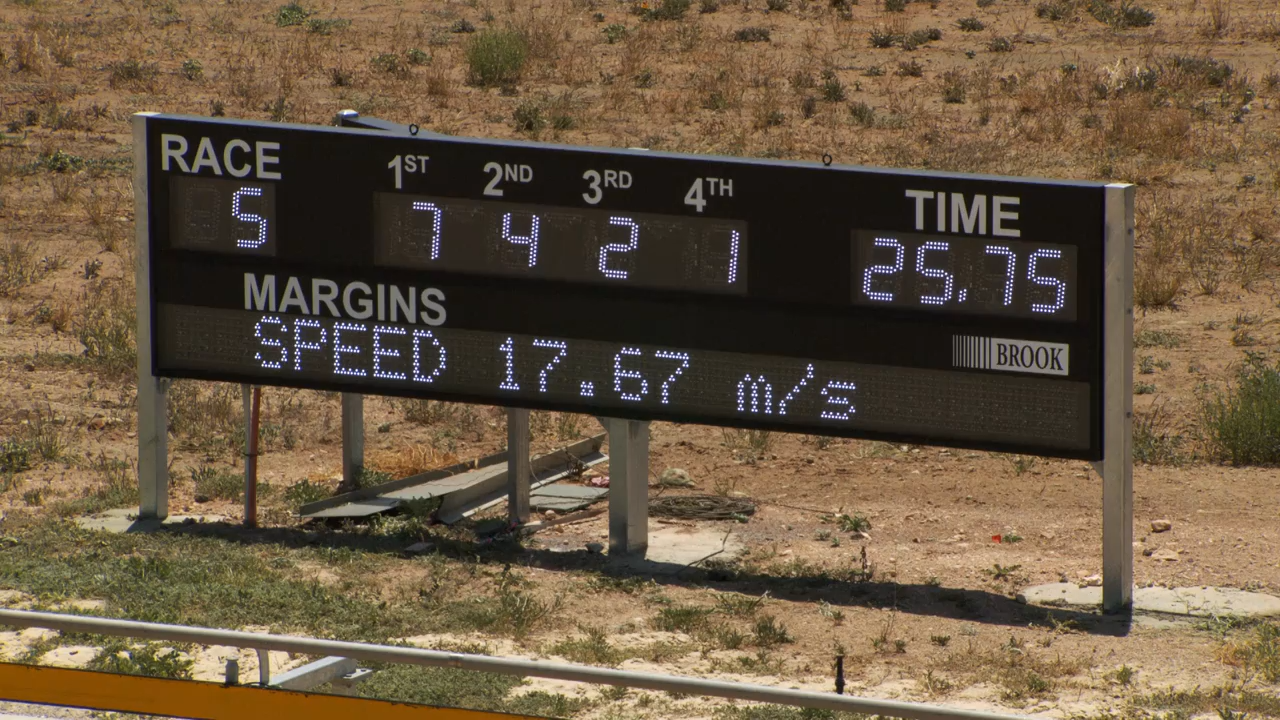 RACE 1ST 2ND 3RD 4TH TIME
5 7 4 2 1 25.75
MARGINS
SPEED 17.67 m/s
BROOK